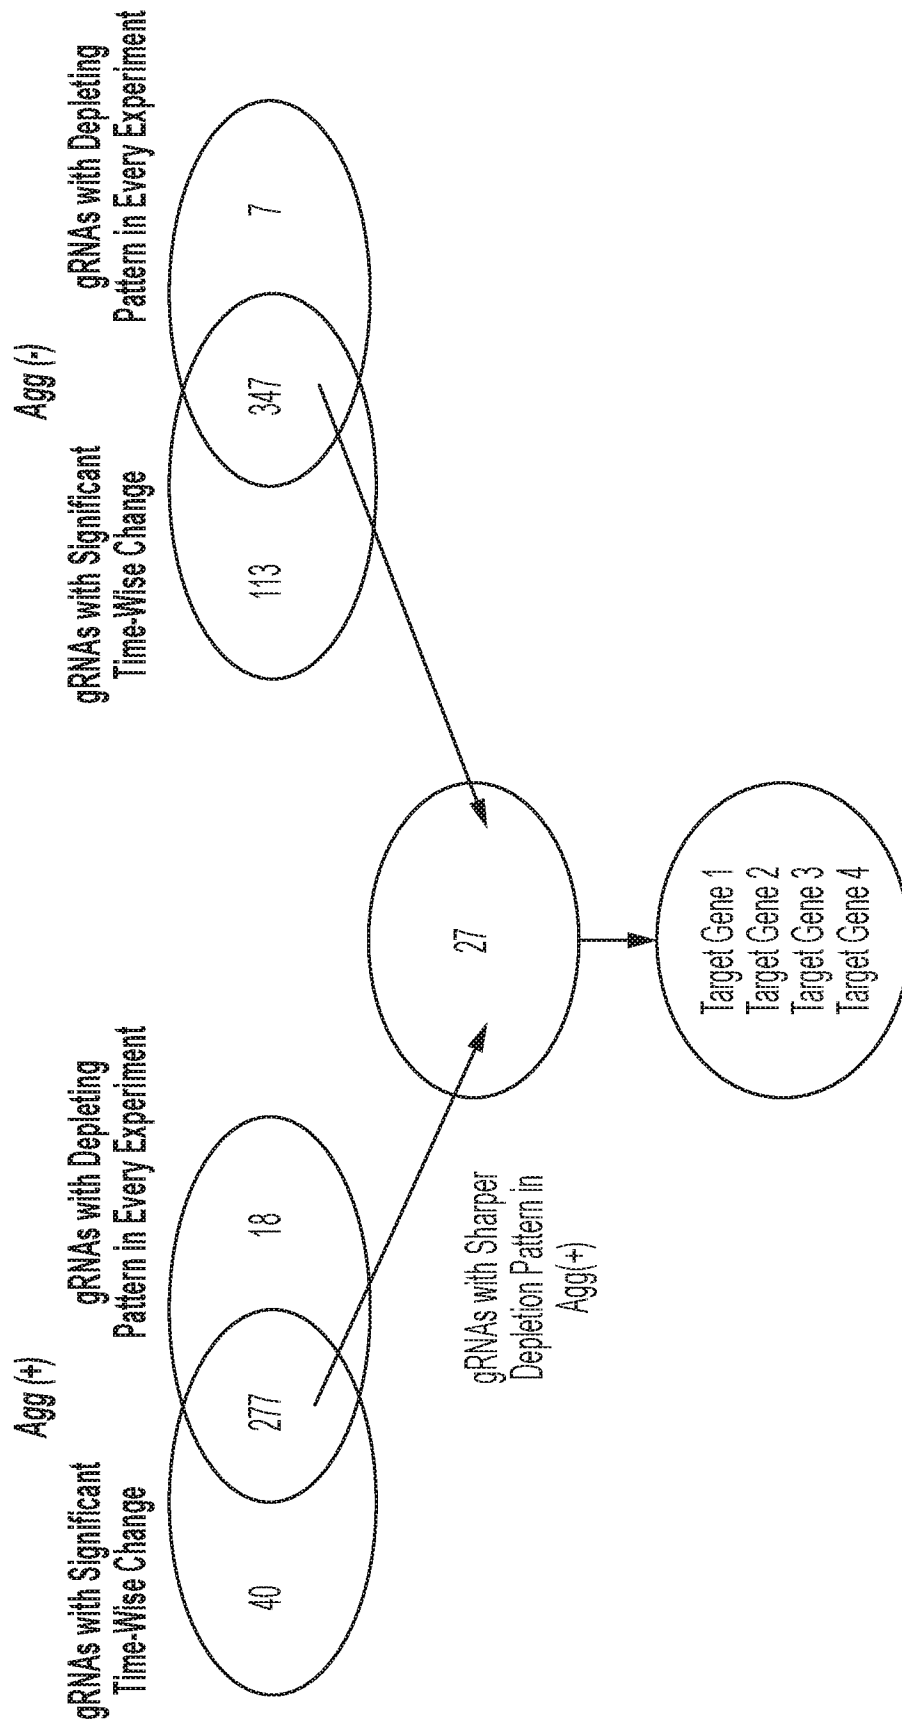 Agg (+)
gRNAs with Significant
Time-Wise Change
gRNAs with Depleting
Pattern in Every Experiment
40
277
18
Agg (-)
gRNAs with Significant
Time-Wise Change
gRNAs with Depleting
Pattern in Every Experiment
113
347
7
gRNAs with Sharper
Depletion Pattern in
Agg(+)
27
Target Gene 1
Target Gene 2
Target Gene 3
Target Gene 4